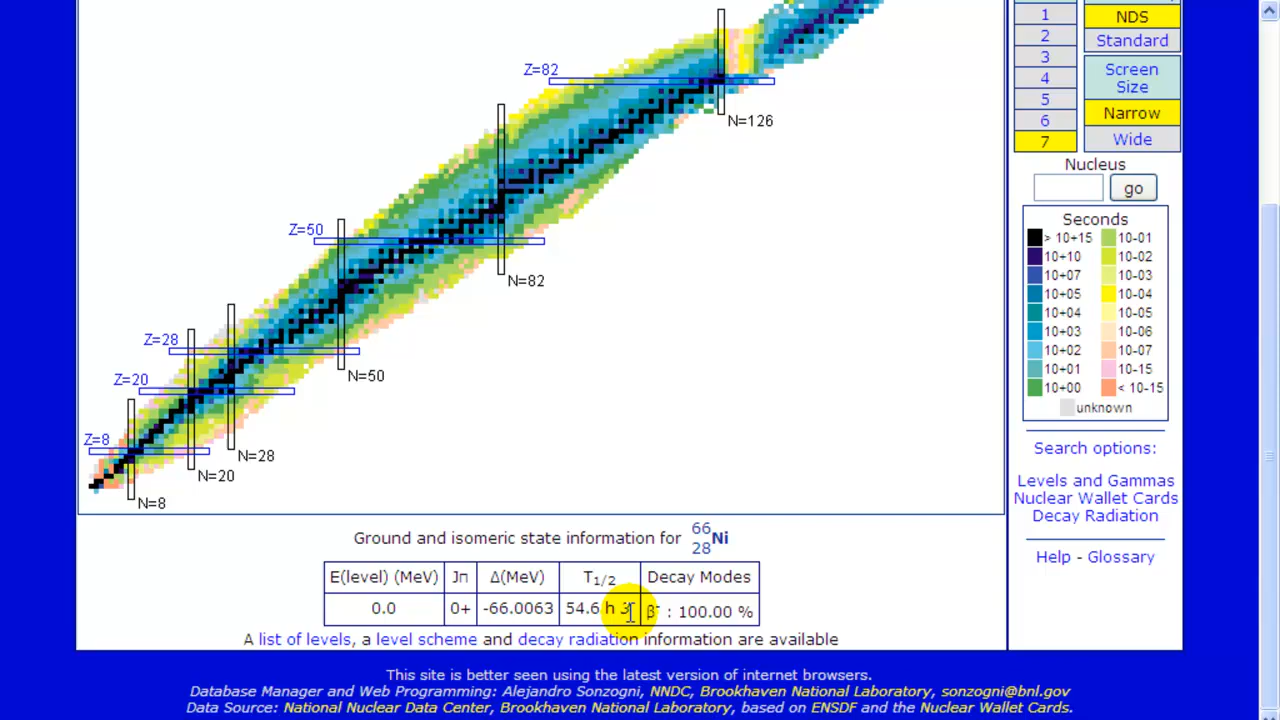 Z=82
N=126
Z=50
N=82
Z=28
N=50
Z=20
N=28
Z=8
N=20
N=8
Ground and isomeric state information for 66 28 Ni
E(level) (MeV) Jπ Δ(MeV) T1/2 Decay Modes
0.0 0+ -66.0063 54.6 h β- : 100.00 %
A list of levels, a level scheme and decay radiation information are available
1
2
3
4
5
6
7
NDS
Standard
Screen
Size
Narrow
Wide
Nucleus
go
Seconds
> 10+15 10-01
10+10 10-02
10+07 10-03
10+05 10-04
10+04 10-05
10+03 10-06
10+02 10-07
10+01 10-15
10+00 < 10-15
unknown
Search options:
Levels and Gammas
Nuclear Wallet Cards
Decay Radiation
Help - Glossary
This site is better seen using the latest version of internet browsers.
Database Manager and Web Programming: Alejandro Sonzogni, NNDC, Brookhaven National Laboratory, sonzogni@bnl.gov
Data Source: National Nuclear Data Center, Brookhaven National Laboratory, based on ENSDF and the Nuclear Wallet Cards.